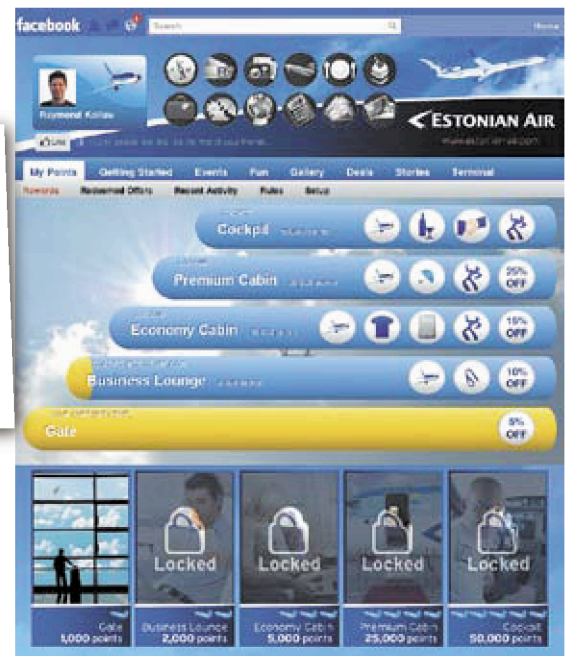 facebook
Search
Home
Raymond
Like
ESTONIAN AIR
My Points Getting Started Events Fun Gallery Deals Stories Terminal
Rewards Redeemed Offers Recent Activity Rules Setup
Cockpit
Premium Cabin 25% OFF
Economy Cabin 15% OFF
Business Lounge 10% OFF
Gate 5% OFF
Locked Locked Locked Locked
Gate Business Lounge Economy Cabin Premium Cabin Cockpit
1,000 points 2,000 points 5,000 points 25,000 points 50,000 points